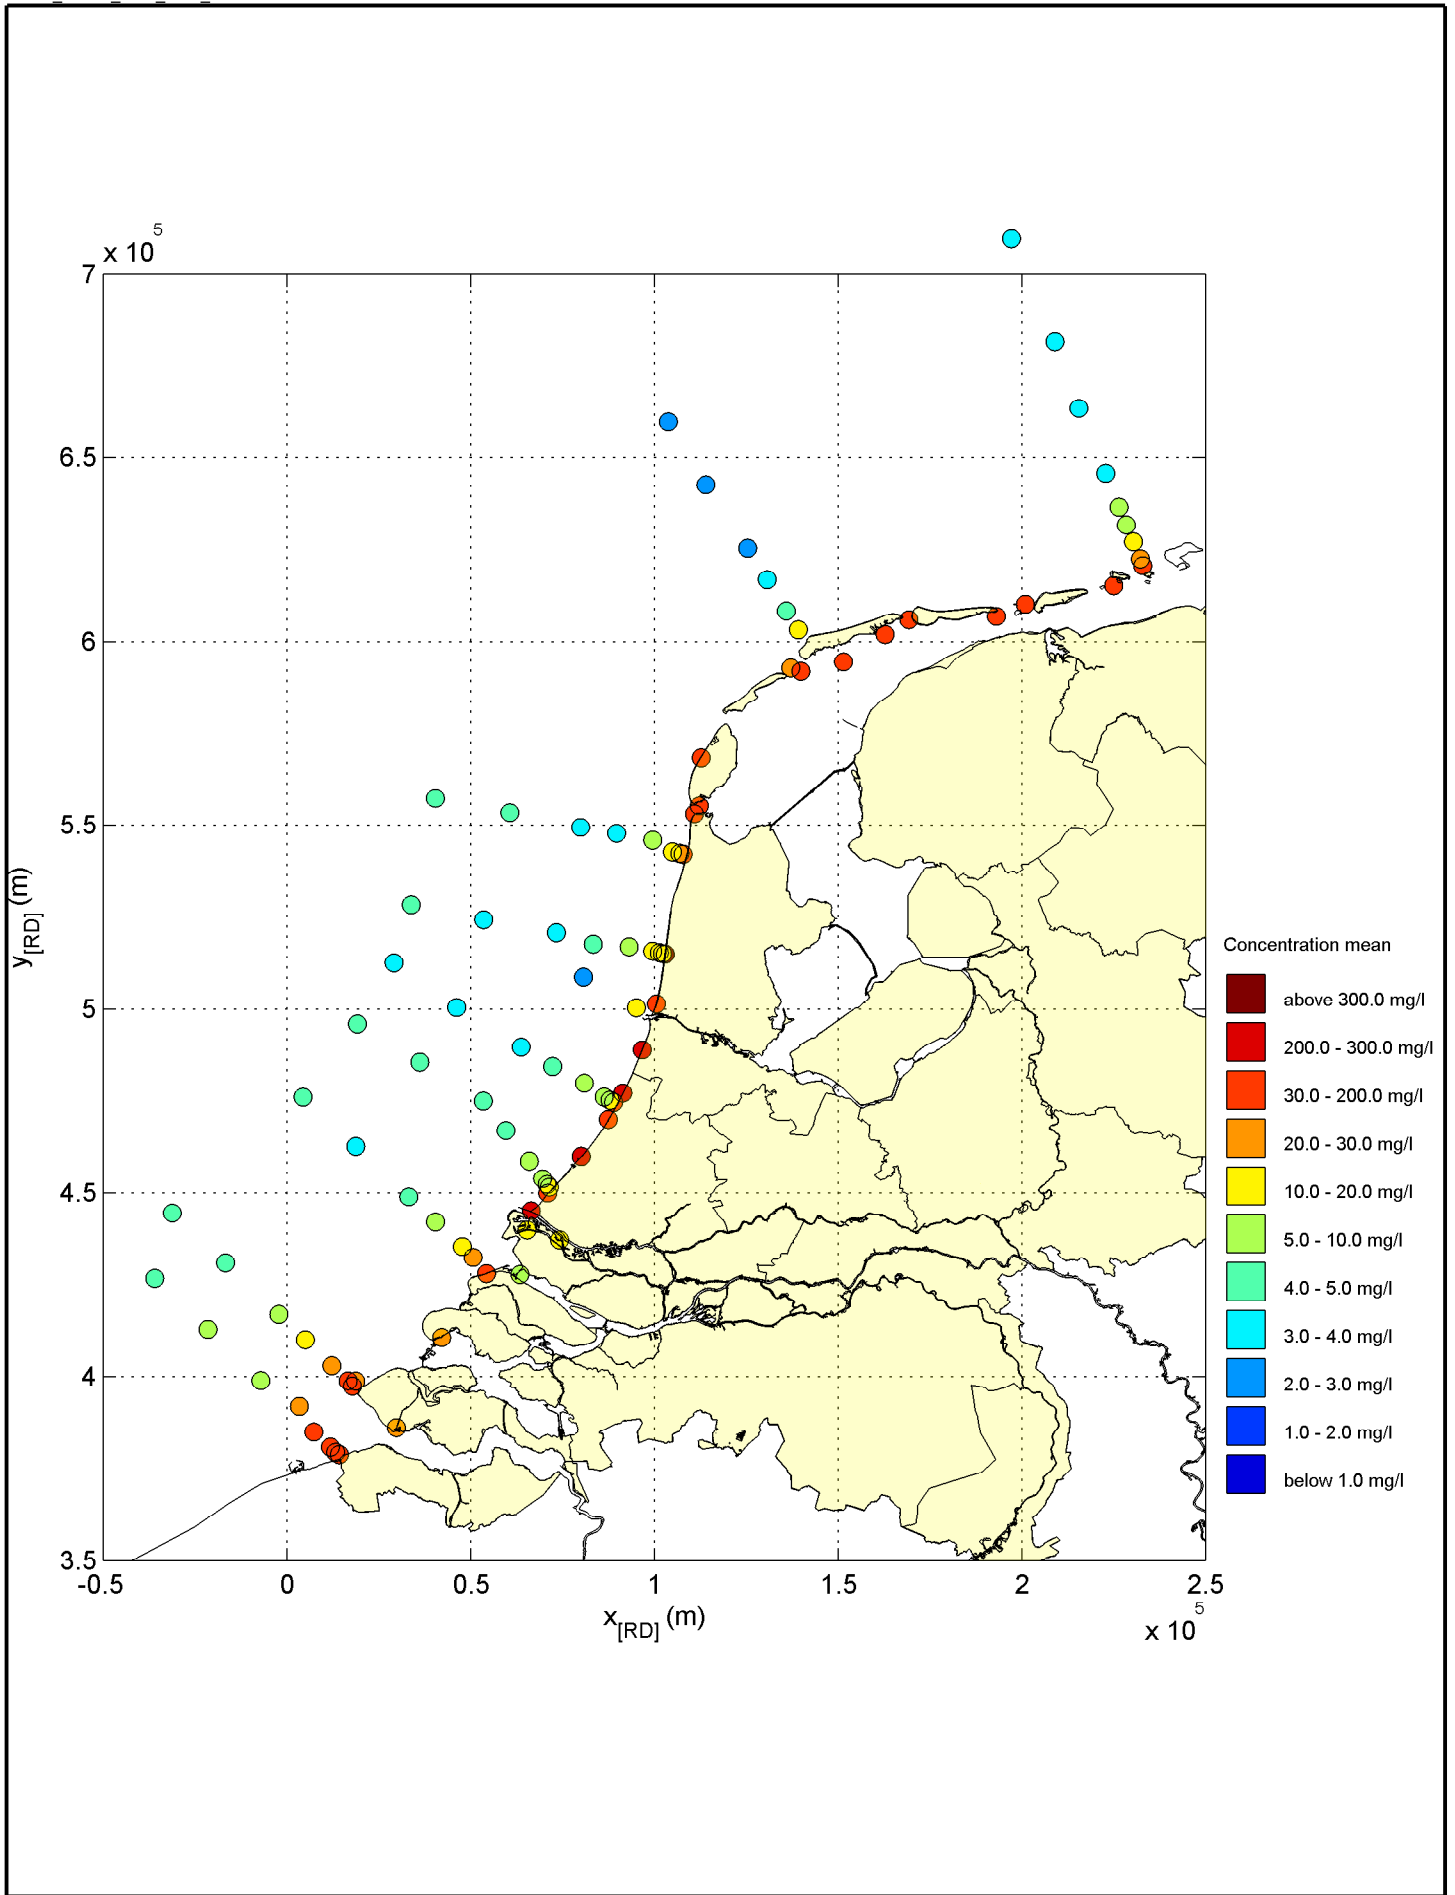 x 10 5
7
6.5
6
5.5
5
4.5
4
3.5
y[RD] (m)
-0.5 0 0.5 1 1.5 2 2.5
x[RD] (m)
x 10 5
Concentration mean
above 300.0 mg/l
200.0 - 300.0 mg/l
30.0 - 200.0 mg/l
20.0 - 30.0 mg/l
10.0 - 20.0 mg/l
5.0 - 10.0 mg/l
4.0 - 5.0 mg/l
3.0 - 4.0 mg/l
2.0 - 3.0 mg/l
1.0 - 2.0 mg/l
below 1.0 mg/l